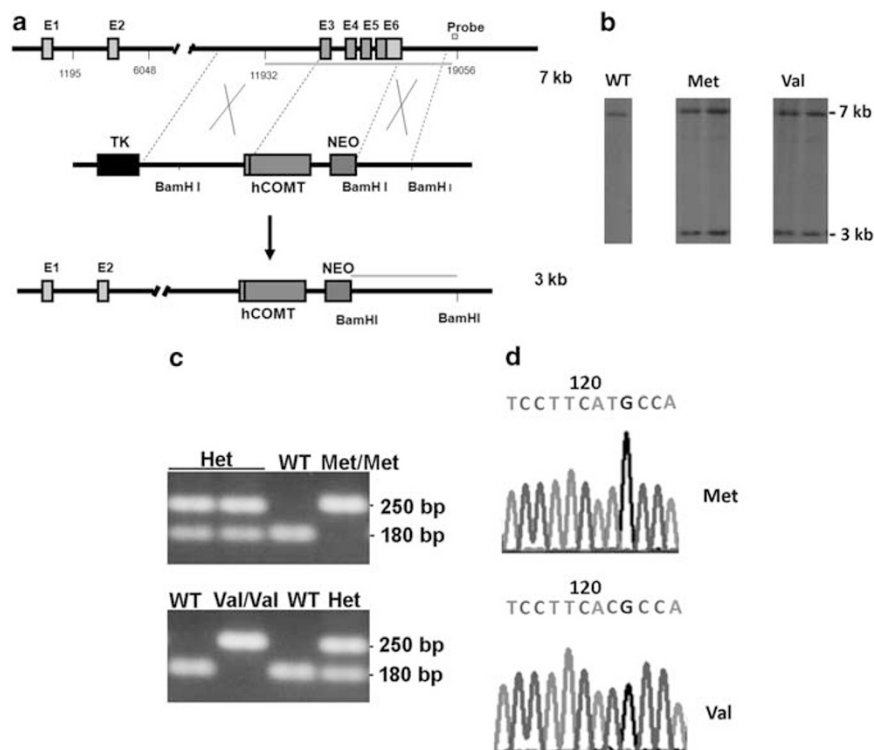 a
E1 E2 E3 E4 E5 E6 Probe
1195 6048 11932 19056
7 kb
TK NEO
BamH I hCOMT BamH I BamH I
E1 E2 NEO 3 kb
hCOMT BamHI BamHI
b
WT Met Val
- 7 kb
- 3 kb
c
Het WT Met/Met
- 250 bp
- 180 bp
WT Val/Val WT Het
- 250 bp
- 180 bp
d
120
TCCTTCATGCCA
Met
120
TCCTTCACGCCA
Val